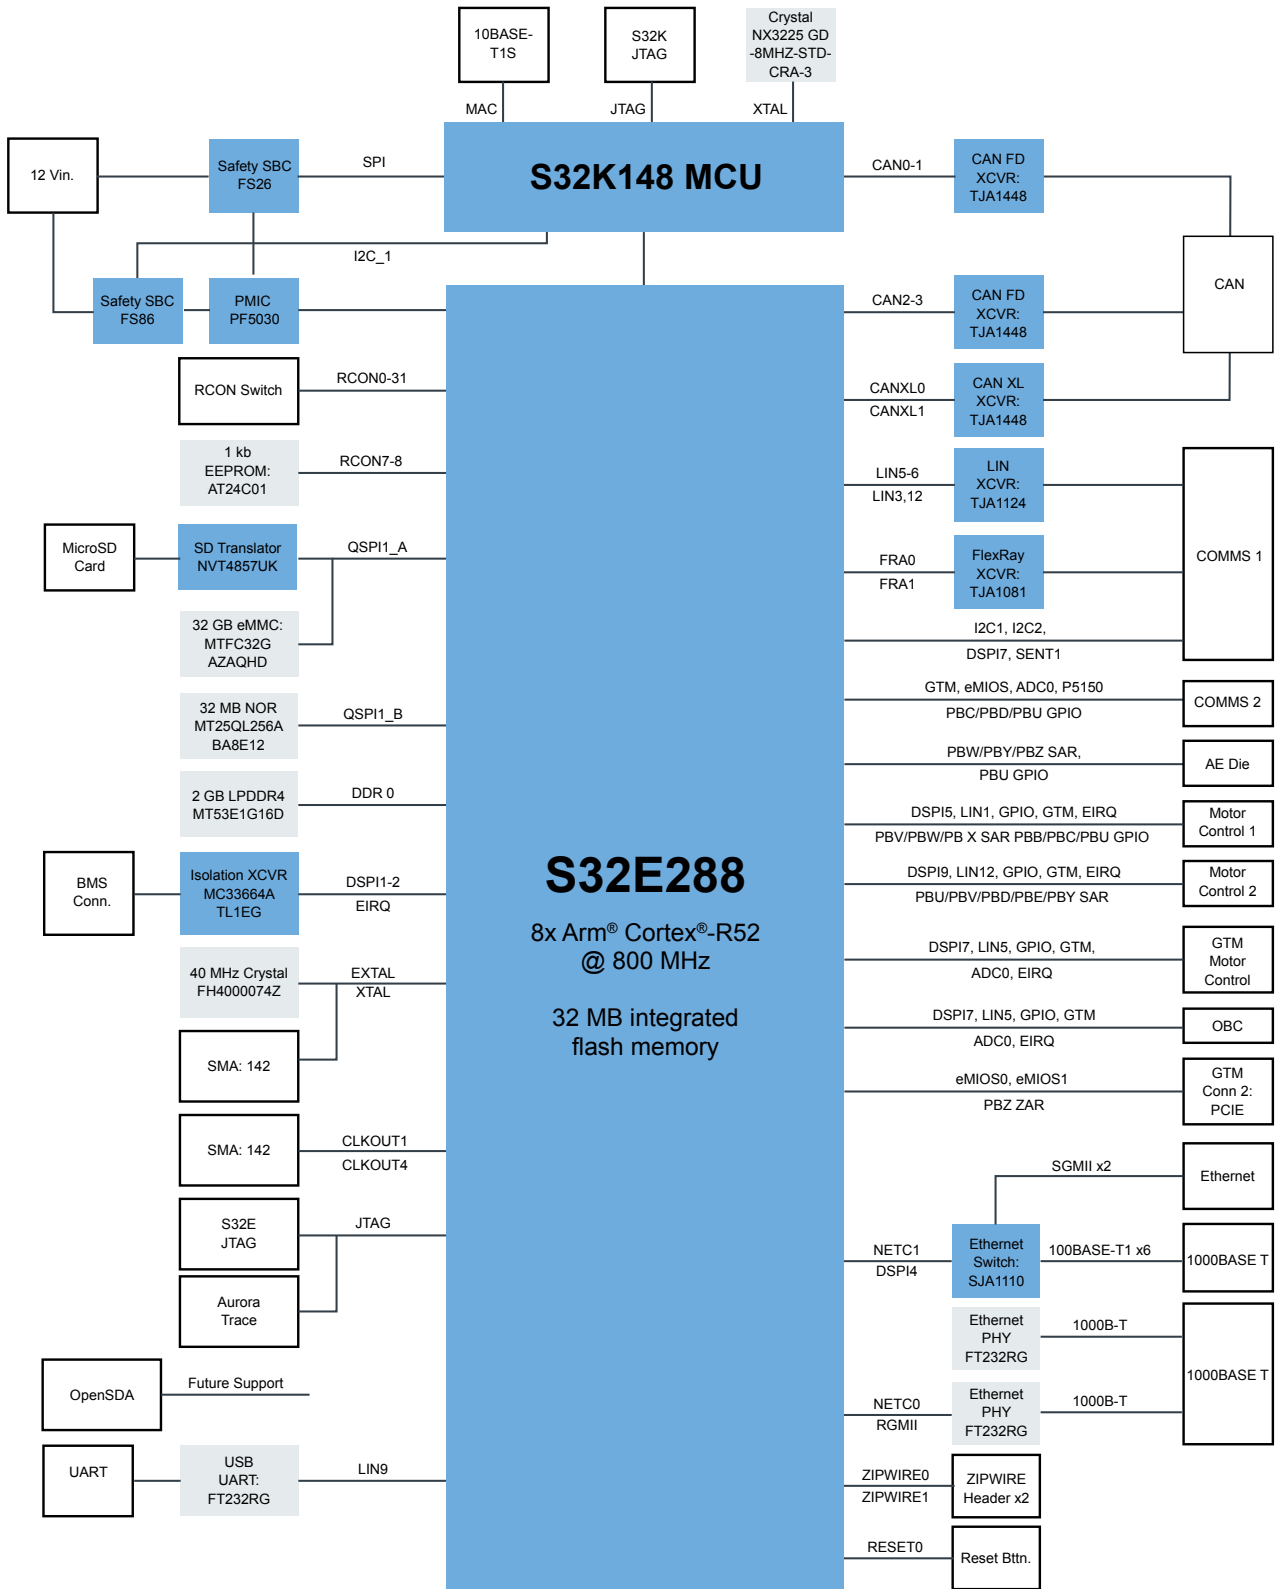 10BASE-
T1S
S32K
JTAG
Crystal
NX3225 GD
-8MHZ-STD-
CRA-3
MAC
JTAG
XTAL
12 Vin.
Safety SBC
FS26
SPI
S32K148 MCU
CAN0-1
CAN FD
XCVR:
TJA1448
I2C_1
CAN
Safety SBC
FS86
PMIC
PF5030
CAN2-3
CAN FD
XCVR:
TJA1448
RCON Switch
RCON0-31
CANXL0
CANXL1
CAN XL
XCVR:
TJA1448
1 kb
EEPROM:
AT24C01
RCON7-8
LIN5-6
LIN3,12
LIN
XCVR:
TJA1124
COMMS 1
MicroSD
Card
SD Translator
NVT4857UK
QSPI1_A
FRA0
FRA1
FlexRay
XCVR:
TJA1081
32 GB eMMC:
MTFC32G
AZAQHD
I2C1, I2C2,
DSPI7, SENT1
32 MB NOR
MT25QL256A
BA8E12
QSPI1_B
GTM, eMIOS, ADC0, P5150
PBC/PBD/PBU GPIO
COMMS 2
PBW/PBY/PBZ SAR,
PBU GPIO
AE Die
2 GB LPDDR4
MT53E1G16D
DDR 0
DSPI5, LIN1, GPIO, GTM, EIRQ
PBV/PBW/PB X SAR PBB/PBC/PBU GPIO
Motor
Control 1
BMS
Conn.
Isolation XCVR
MC33664A
TL1EG
DSPI1-2
EIRQ
S32E288
8x Arm® Cortex®-R52
@ 800 MHz
32 MB integrated
flash memory
DSPI9, LIN12, GPIO, GTM, EIRQ
PBU/PBV/PBD/PBE/PBY SAR
Motor
Control 2
40 MHz Crystal
FH4000074Z
EXTAL
XTAL
DSPI7, LIN5, GPIO, GTM,
ADC0, EIRQ
GTM
Motor
Control
SMA: 142
DSPI7, LIN5, GPIO, GTM
ADC0, EIRQ
OBC
eMIOS0, eMIOS1
PBZ ZAR
GTM
Conn 2:
PCIE
SMA: 142
CLKOUT1
CLKOUT4
SGMII x2
Ethernet
S32E
JTAG
JTAG
NETC1
DSPI4
Ethernet
Switch:
SJA1110
100BASE-T1 x6
1000BASE T
Aurora
Trace
Ethernet
PHY
FT232RG
1000B-T
1000BASE T
OpenSDA
Future Support
NETC0
RGMII
Ethernet
PHY
FT232RG
1000B-T
UART
USB
UART:
FT232RG
LIN9
ZIPWIRE0
ZIPWIRE1
ZIPWIRE
Header x2
RESET0
Reset Bttn.